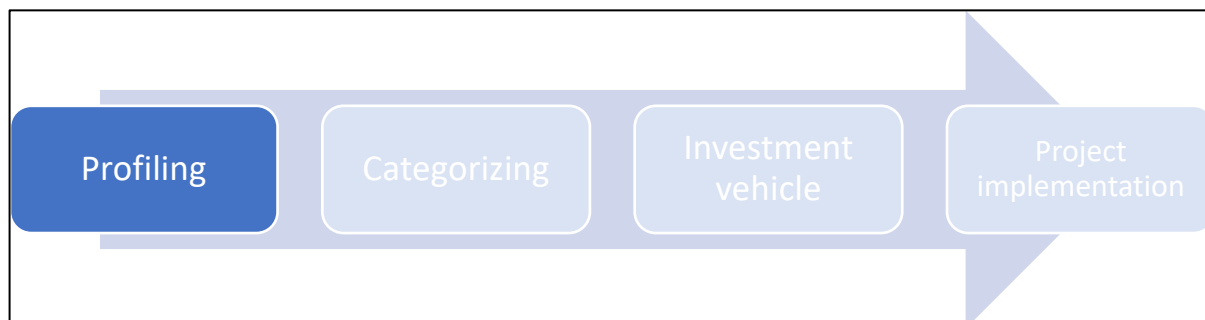 Profiling
Categorizing
Investment
vehicle
Project
implementation